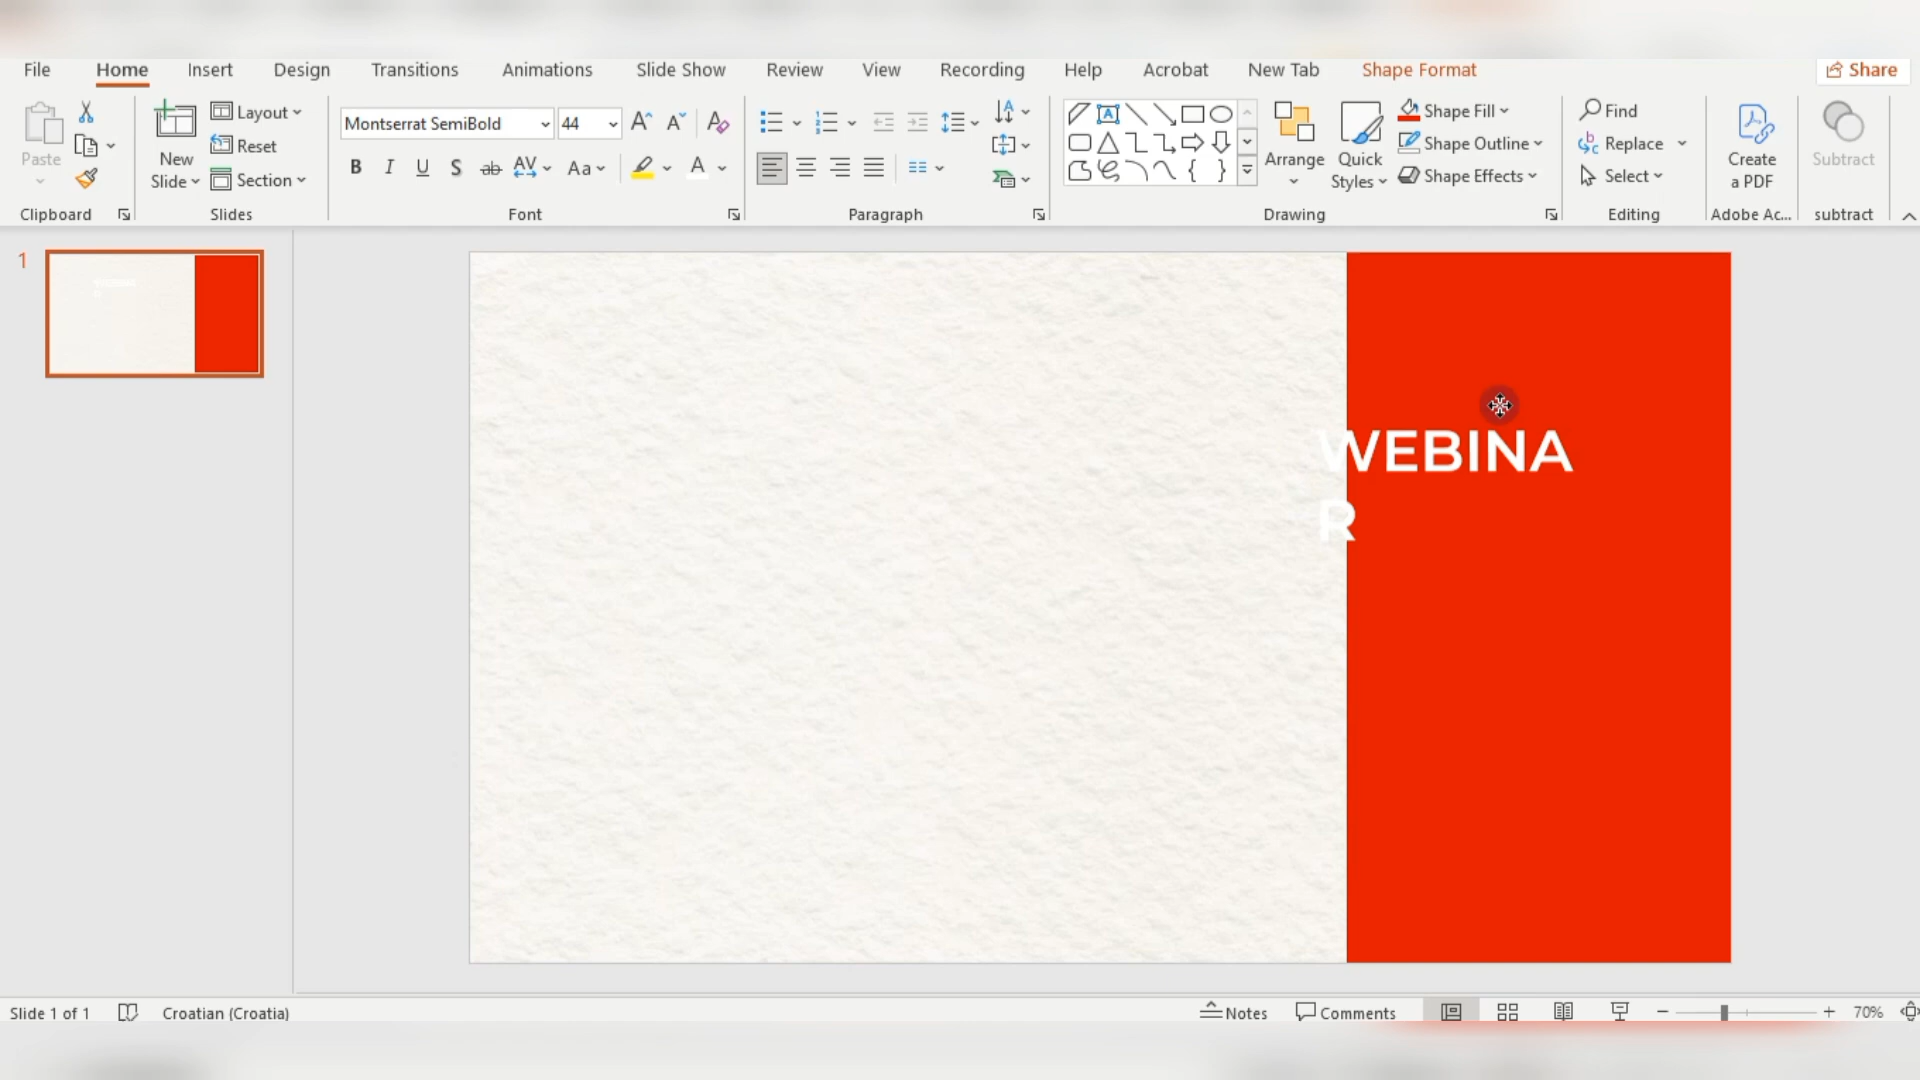 File Home Insert Design Transitions Animations Slide Show Review View Recording Help Acrobat New Tab Shape Format Share
Paste
Clipboard
New
Slide
Layout
Reset
Section
Slides
Montserrat SemiBold 44
Font
Paragraph
Arrange
Quick
Styles
Shape Fill
Shape Outline
Shape Effects
Drawing
Find
Replace
Select
Editing
Create
a PDF
Adobe Ac...
Subtract
subtract
1
WEBINA
R
Slide 1 of 1 Croatian (Croatia) Notes Comments 70%